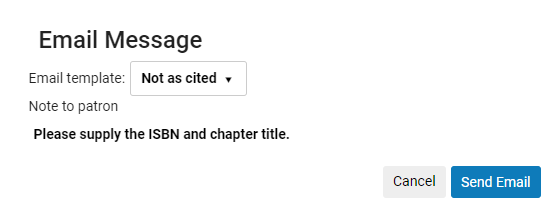 Email Message
Email template: Not as cited
Note to patron
Please supply the ISBN and chapter title.
Cancel Send Email